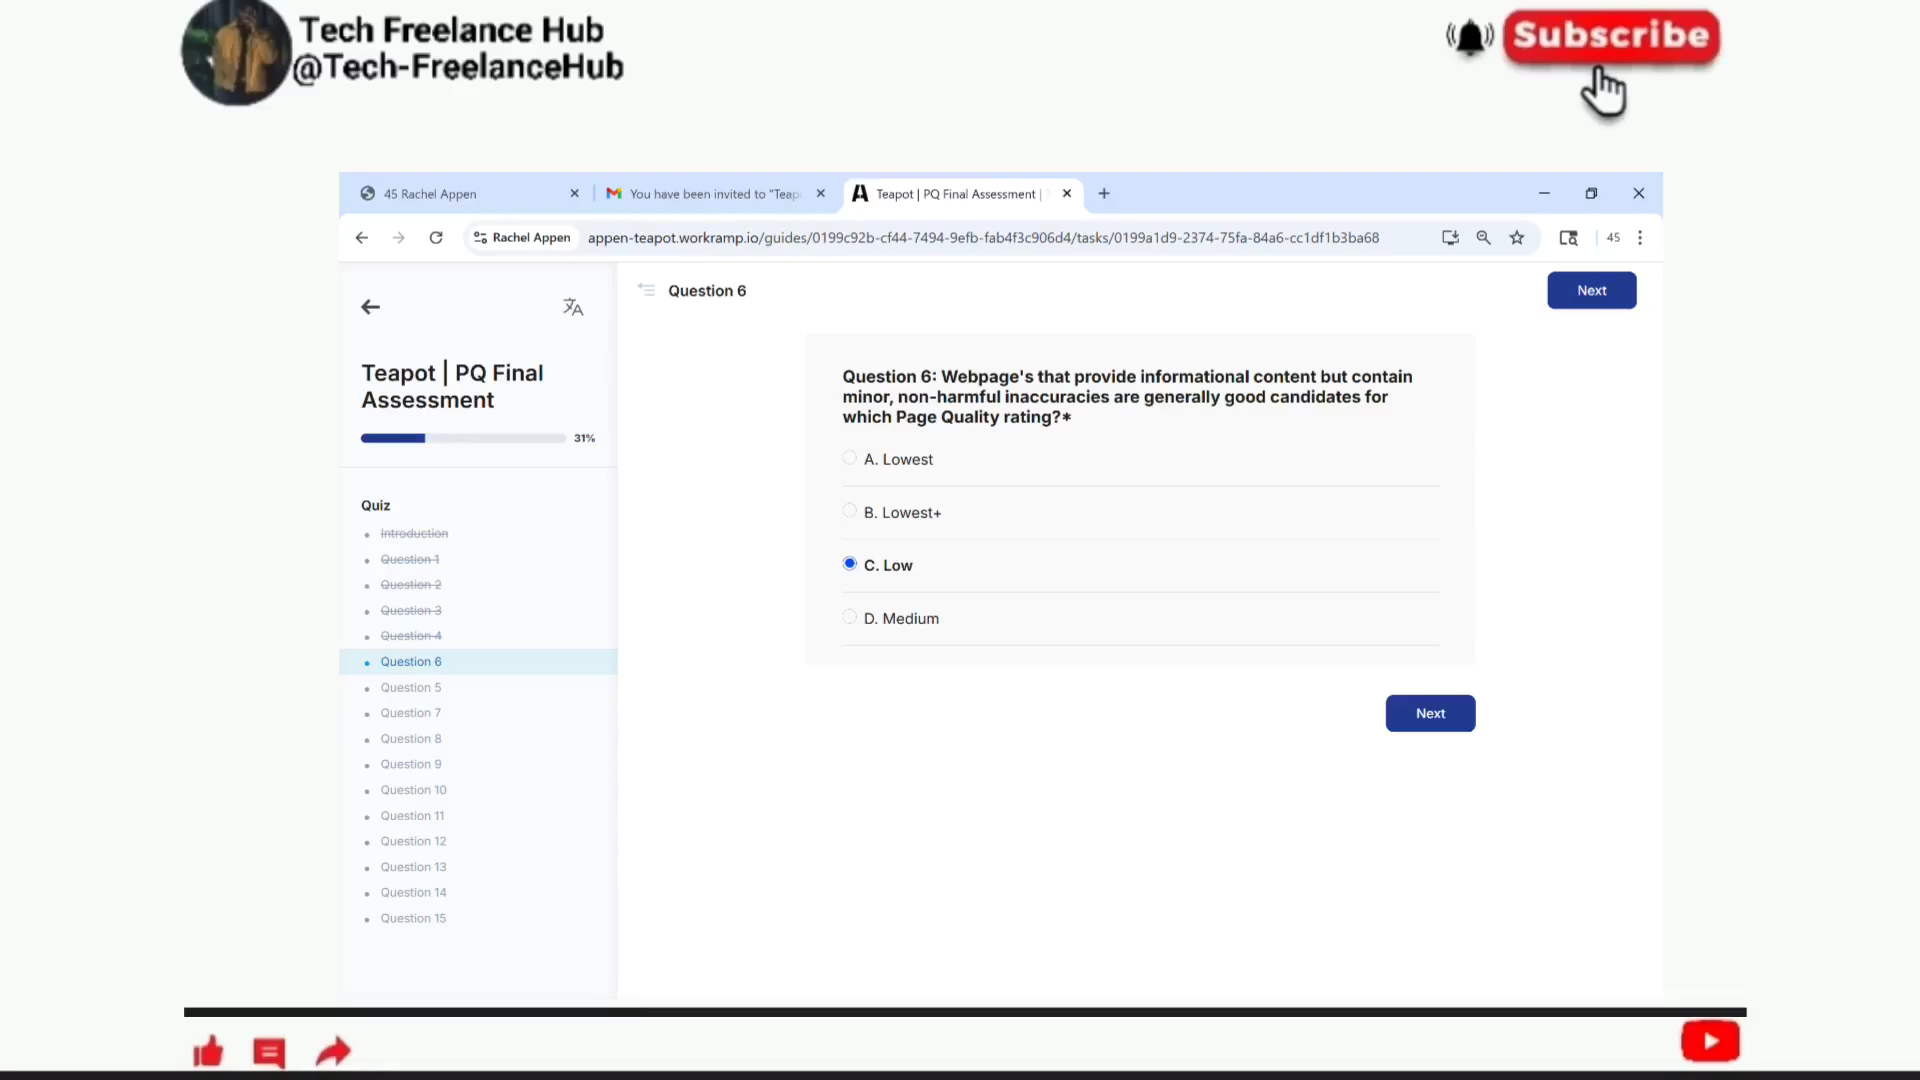 Tech Freelance Hub
@Tech-FreelanceHub
Subscribe
45 Rachel Appen
You have been invited to "Teap
Teapot | PQ Final Assessment |
Rachel Appen
appen-teapot.workramp.io/guides/0199c92b-cf44-7494-9efb-fab4f3c906d4/tasks/0199a1d9-2374-75fa-84a6-cc1df1b3ba68
45
Question 6
Next
Teapot | PQ Final
Assessment
31%
Quiz
Introduction
Question 1
Question 2
Question 3
Question 4
Question 6
Question 5
Question 7
Question 8
Question 9
Question 10
Question 11
Question 12
Question 13
Question 14
Question 15
Question 6: Webpage's that provide informational content but contain
minor, non-harmful inaccuracies are generally good candidates for
which Page Quality rating?*
A. Lowest
B. Lowest+
C. Low
D. Medium
Next